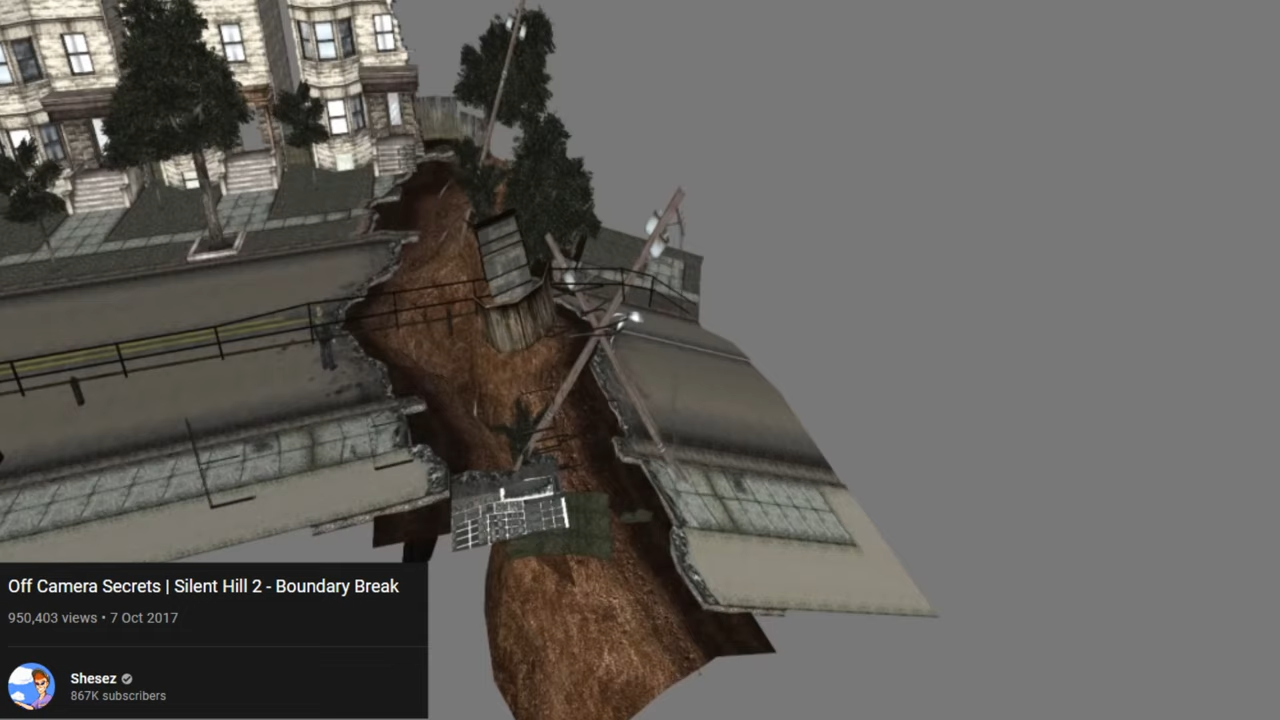 Off Camera Secrets | Silent Hill 2 - Boundary Break
950,403 views • 7 Oct 2017
Shesez
867K subscribers